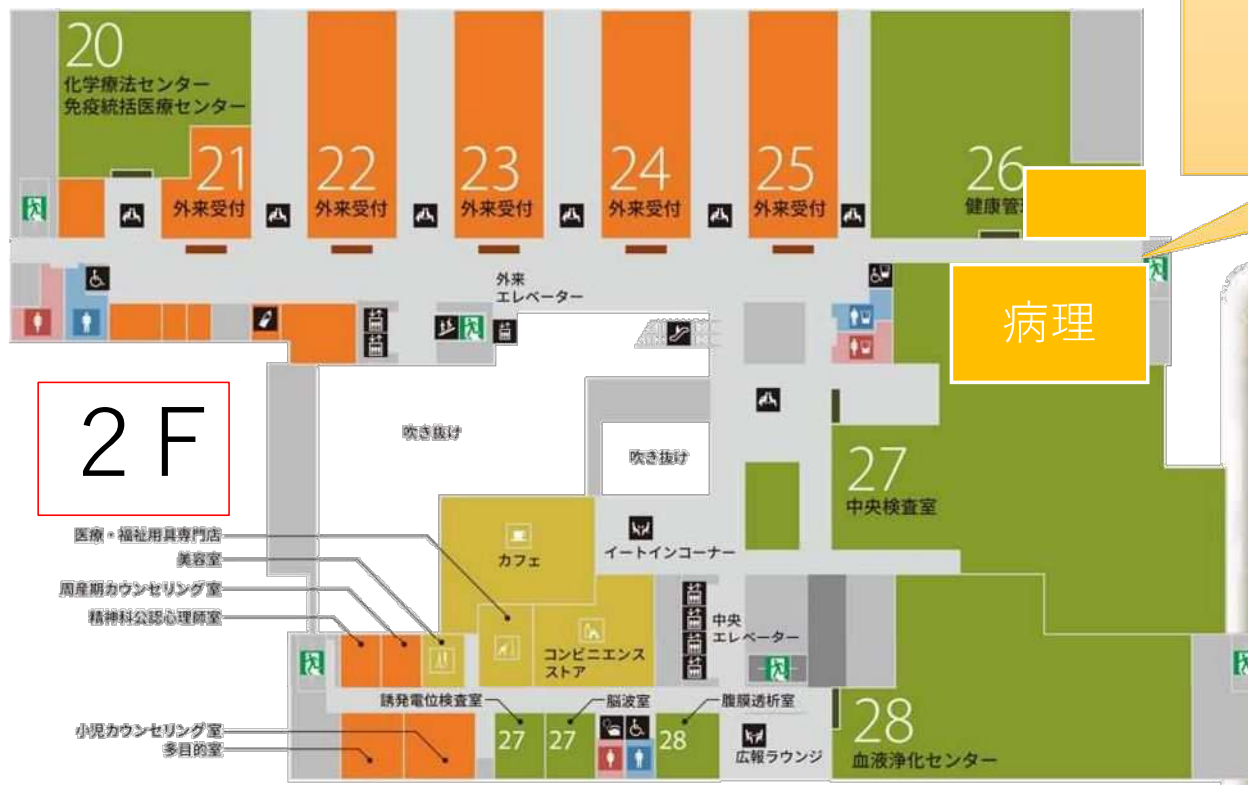 20
化学療法センター
免疫統括医療センター
21
外来受付
22
外来受付
23
外来受付
24
外来受付
25
外来受付
26
健康管
外来
エレベーター
病理
2F
吹き抜け
吹き抜け
27
中央検査室
医療・福祉用具専門店
美容室
周産期カウンセリング室
精神科公認心理師室
カフェ
イートインコーナー
中央
エレベーター
コンビニエンス
ストア
誘発電位検査室
脳波室
腹膜透析室
小児カウンセリング室
多目的室
27
27
28
広報ラウンジ
28
血液浄化センター